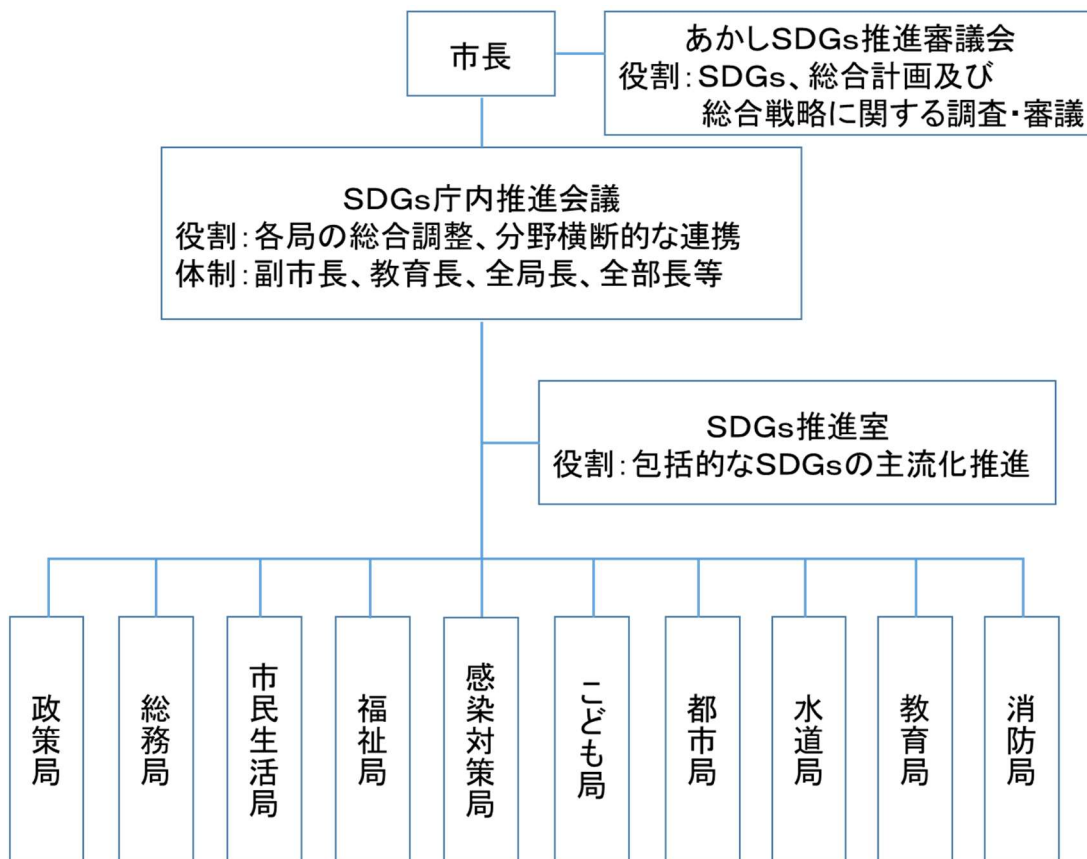 市長
あかしSDGs推進審議会
役割:SDGs、総合計画及び
総合戦略に関する調査・審議
SDGs庁内推進会議
役割:各局の総合調整、分野横断的な連携
体制:副市長、教育長、全局長、全部長等
SDGs推進室
役割:包括的なSDGsの主流化推進
政策局
総務局
市民生活局
福祉局
感染対策局
こども局
都市局
水道局
教育局
消防局